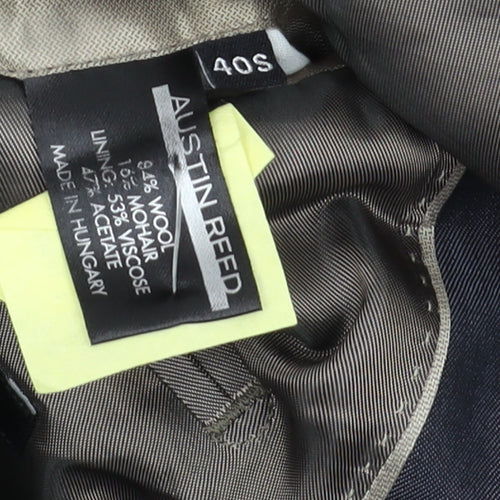 40S
AUSTIN REED
84% WOOL
16% MOHAIR
LINING: 53% VISCOSE
47% ACETATE
MADE IN HUNGARY